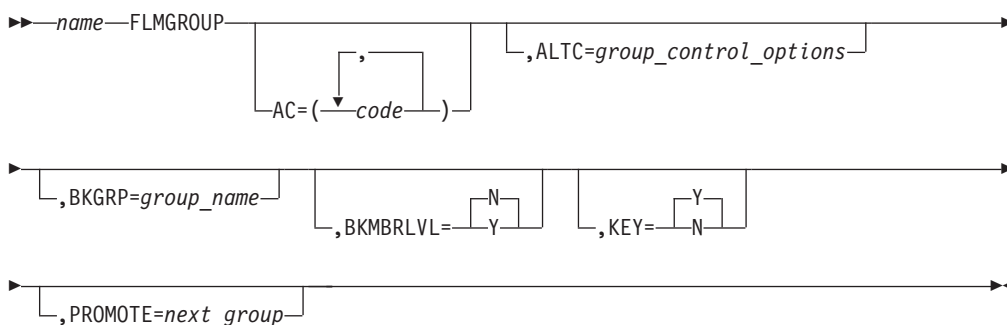 name FLMGROUP
AC=( code , )
,ALTC=group_control_options
,BKGRP=group_name
,BKMBRLVL= N Y
,KEY= Y N
,PROMOTE=next group